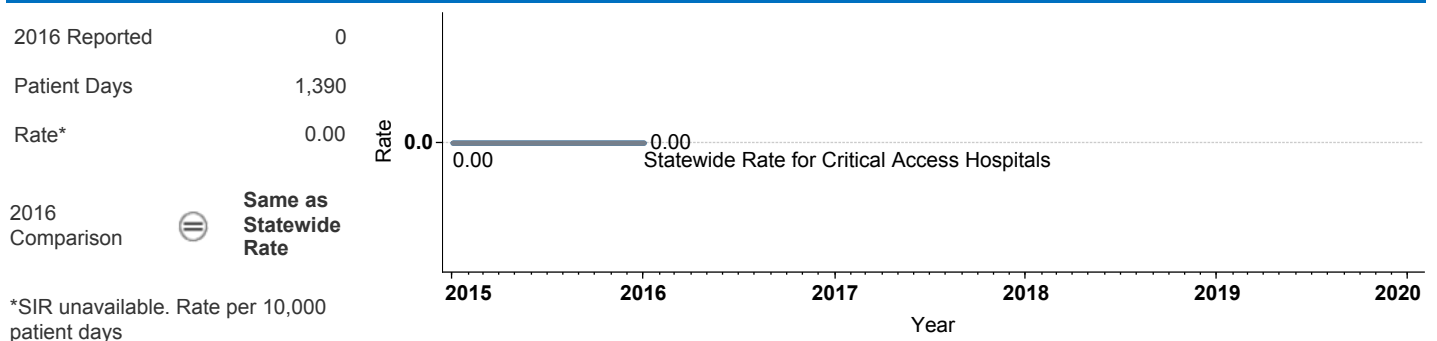 2016 Reported 0
Patient Days 1,390
Rate* 0.00
2016
Comparison
Same as
Statewide
Rate
*SIR unavailable. Rate per 10,000
patient days
Rate
0.0
0.00
0.00
Statewide Rate for Critical Access Hospitals
2015 2016 2017 2018 2019 2020
Year